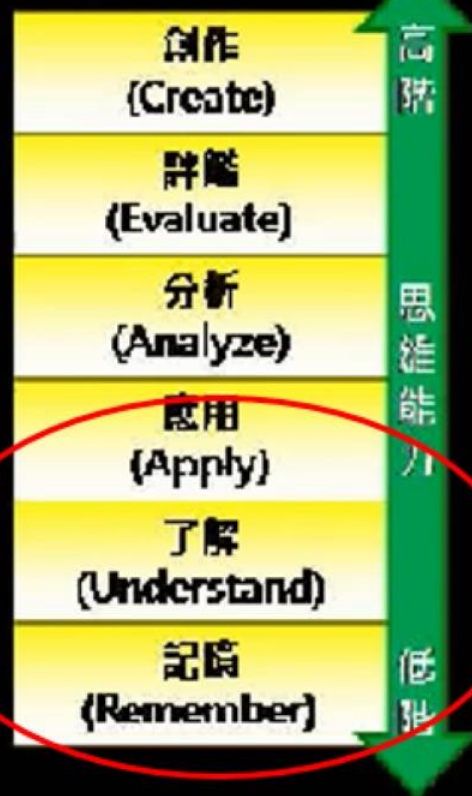 創作
(Create)
評鑑
(Evaluate)
分析
(Analyze)
應用
(Apply)
了解
(Understand)
記憶
(Remember)
高階
思維能力
低階